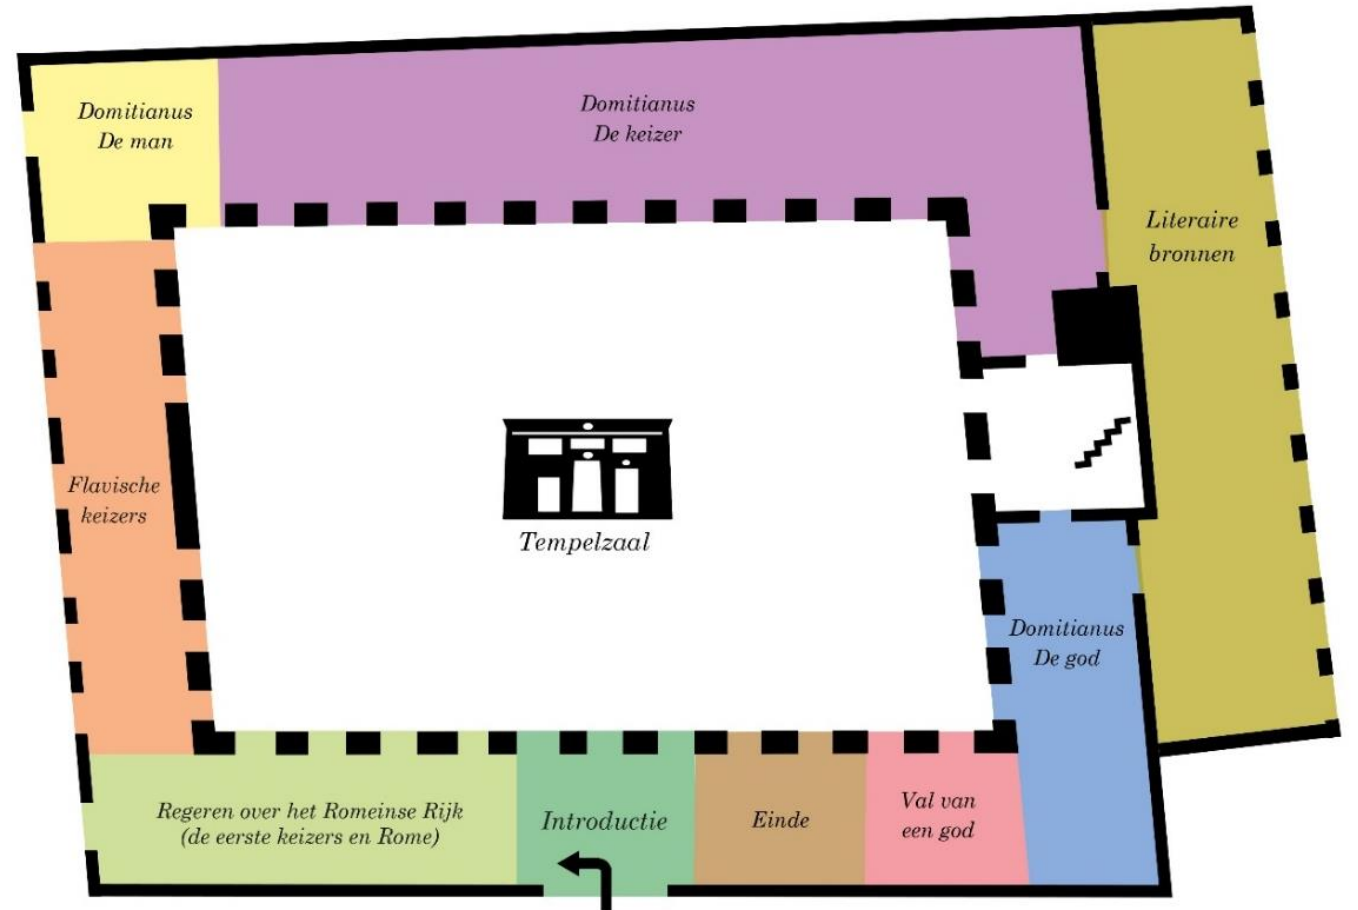 Domitianus
De man
Domitianus
De keizer
Literaire
bronnen
Flavische
keizers
Tempelzaal
Domitianus
De god
Regeren over het Romeinse Rijk
(de eerste keizers en Rome)
Introductie
Einde
Val van
een god